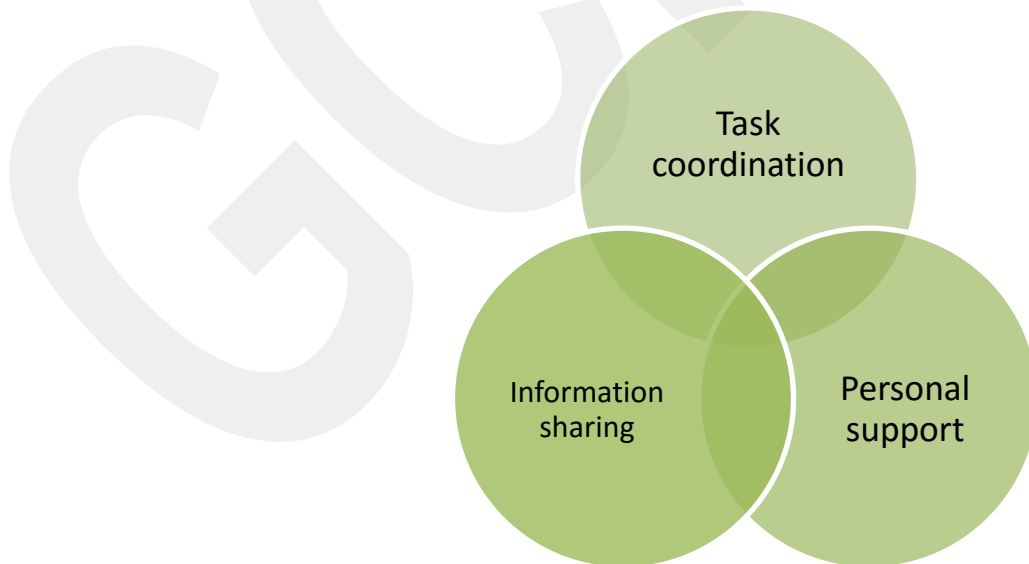 Task
coordination
Information
sharing
Personal
support